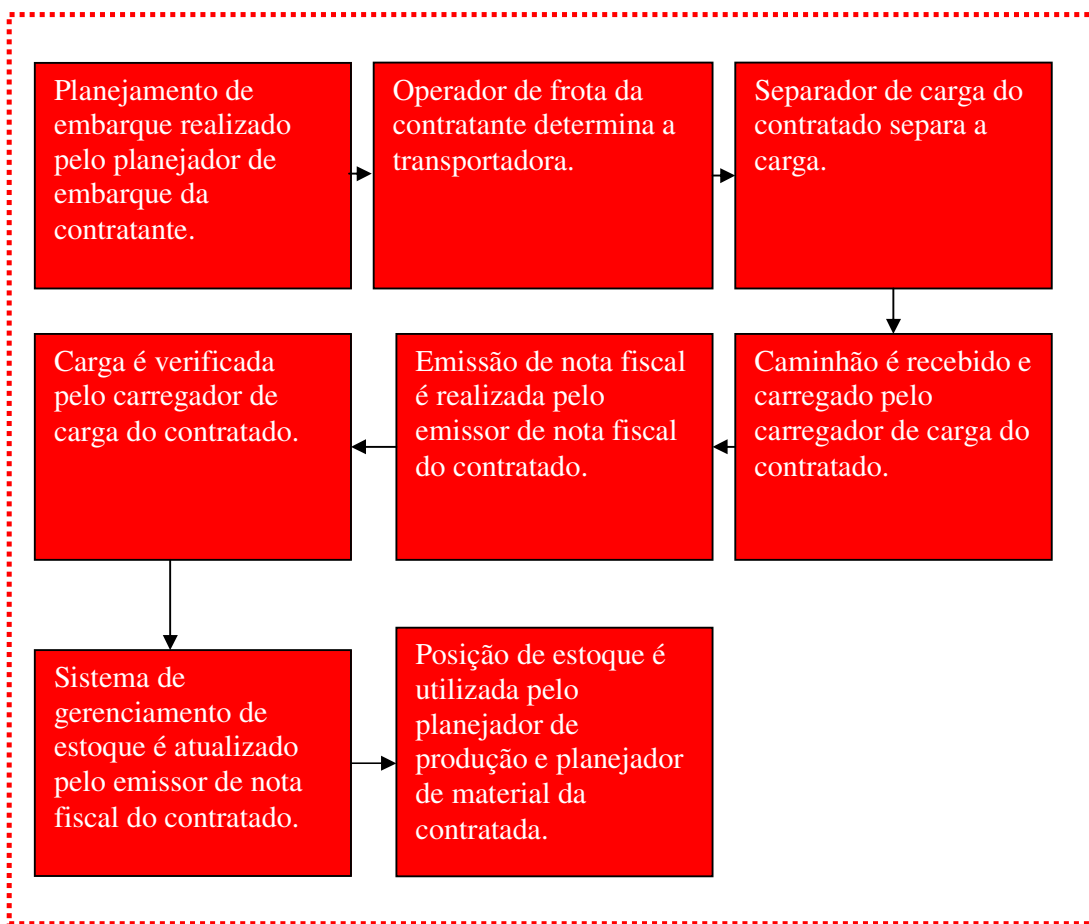 Planejamento de
embarque realizado
pelo planejador de
embarque da
contratante.
Operador de frota da
contratante determina a
transportadora.
Separador de carga do
contratado separa a
carga.
Caminhão é recebido e
carregado pelo
carregador de carga do
contratado.
Emissão de nota fiscal
é realizada pelo
emissor de nota fiscal
do contratado.
Carga é verificada
pelo carregador de
carga do contratado.
Sistema de
gerenciamento de
estoque é atualizado
pelo emissor de nota
fiscal do contratado.
Posição de estoque é
utilizada pelo
planejador de
produção e planejador
de material da
contratada.